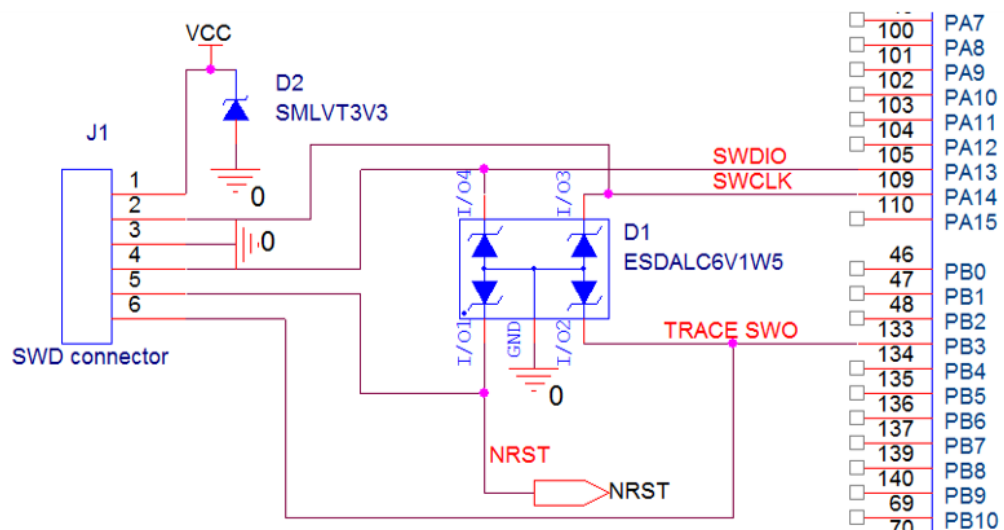 VCC
D2
SMLVT3V3
0
J1
1
2
3
4
5
6
0
SWD connector
SWDIO
SWCLK
I/O4
I/O3
D1
ESDALC6V1W5
I/O1
GND
I/O2
0
TRACE SWO
NRST
NRST
PA7
100
PA8
101
PA9
102
PA10
103
PA11
104
PA12
105
PA13
109
PA14
110
PA15
46
PB0
47
PB1
48
PB2
133
PB3
134
PB4
135
PB5
136
PB6
137
PB7
139
PB8
140
PB9
69
PB10
70